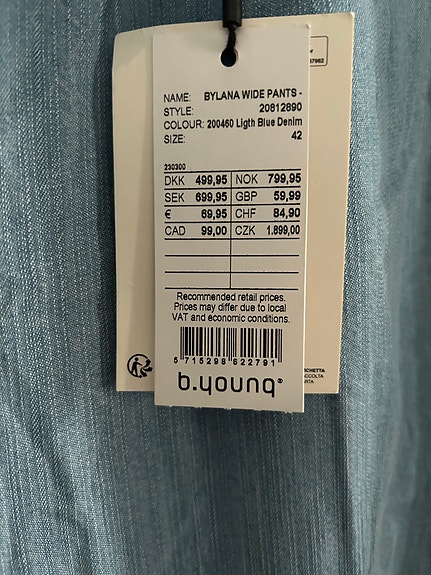 NAME: BYLANA WIDE PANTS -
STYLE: 20812890
COLOUR: 200460 Ligth Blue Denim
SIZE: 42
230300
DKK 499,95 NOK 799,95
SEK 699,95 GBP 59,99
€ 69,95 CHF 84,90
CAD 99,00 CZK 1.899,00
Recommended retail prices.
Prices may differ due to local
VAT and economic conditions.
5 715298 622791
b.young®